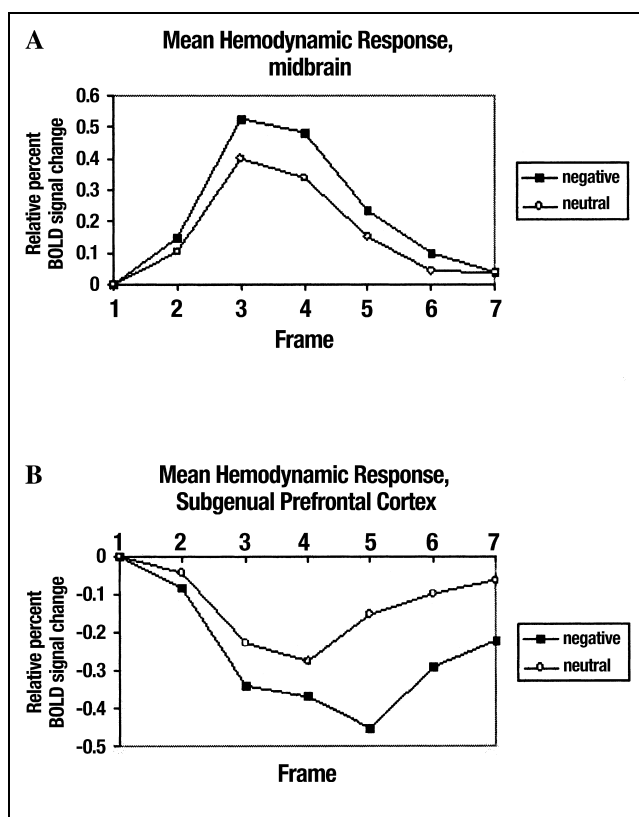 A
Mean Hemodynamic Response,
midbrain
Relative percent
BOLD signal change
0.6
0.5
0.4
0.3
0.2
0.1
0
1 2 3 4 5 6 7
Frame
negative
neutral
B
Mean Hemodynamic Response,
Subgenual Prefrontal Cortex
Relative percent
BOLD signal change
1 2 3 4 5 6 7
0
-0.1
-0.2
-0.3
-0.4
-0.5
Frame
negative
neutral